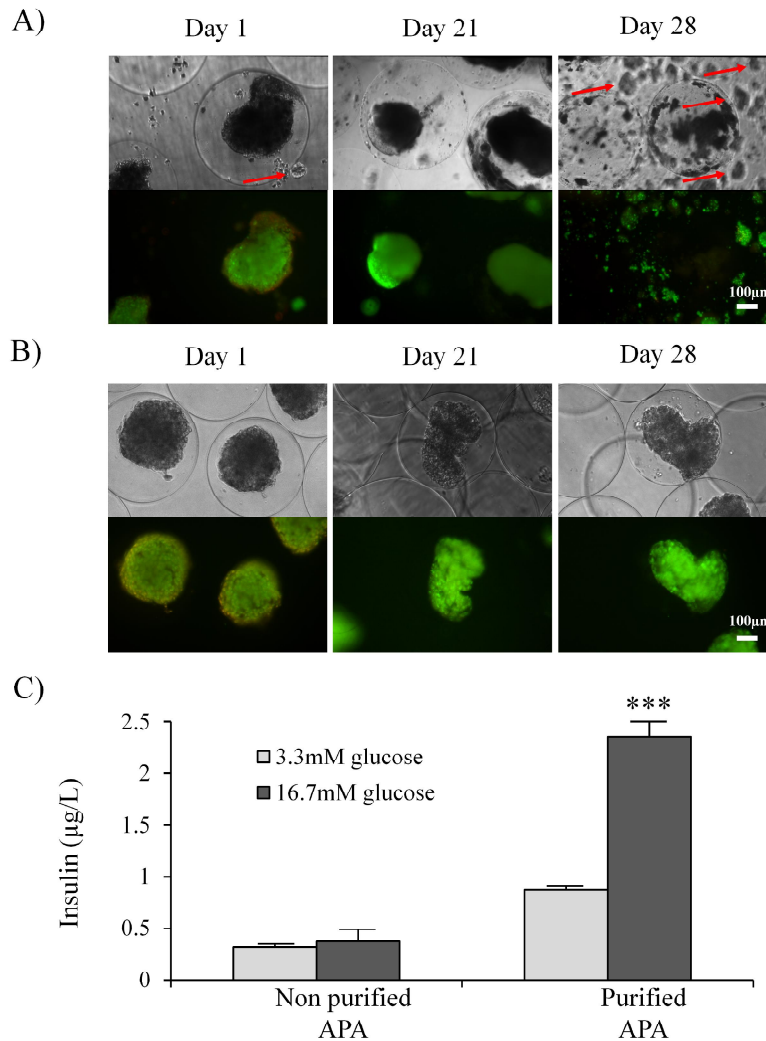 A)
Day 1
Day 21
Day 28
100µm
B)
Day 1
Day 21
Day 28
100µm
C)
***
2.5
2
1.5
1
0.5
0
Insulin (µg/L)
3.3mM glucose
16.7mM glucose
Non purified
APA
Purified
APA